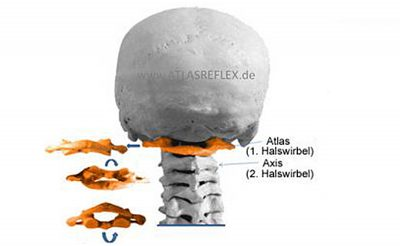 www.ATLASREFLEX.de
Atlas
(1. Halswirbel)
Axis
(2. Halswirbel)